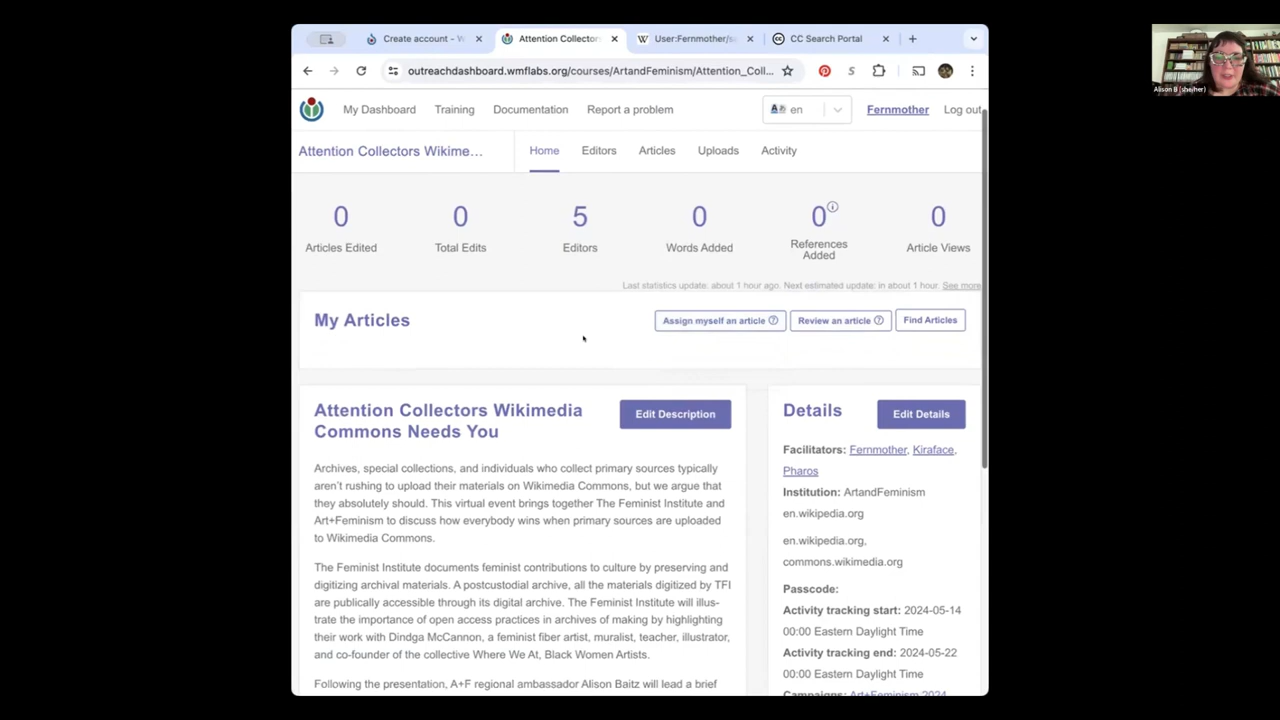 Create account - W
Attention Collectors
User:Fernmother/sa
CC Search Portal
outreachdashboard.wmflabs.org/courses/ArtandFeminism/Attention_Coll...
My Dashboard Training Documentation Report a problem en Fernmother Log out
Attention Collectors Wikime... Home Editors Articles Uploads Activity
0 0 5 0 0 0
Articles Edited Total Edits Editors Words Added References Added Article Views
Last statistics update: about 1 hour ago. Next estimated update: in about 1 hour. See more
My Articles Assign myself an article Review an article Find Articles
Attention Collectors Wikimedia
Commons Needs You
Edit Description
Archives, special collections, and individuals who collect primary sources typically
aren't rushing to upload their materials on Wikimedia Commons, but we argue that
they absolutely should. This virtual event brings together The Feminist Institute and
Art+Feminism to discuss how everybody wins when primary sources are uploaded
to Wikimedia Commons.
The Feminist Institute documents feminist contributions to culture by preserving and
digitizing archival materials. A postcustodial archive, all the materials digitized by TFI
are publically accessible through its digital archive. The Feminist Institute will illus-
trate the importance of open access practices in archives of making by highlighting
their work with Dindga McCannon, a feminist fiber artist, muralist, teacher, illustrator,
and co-founder of the collective Where We At, Black Women Artists.
Following the presentation, A+F regional ambassador Alison Baitz will lead a brief
Details Edit Details
Facilitators: Fernmother, Kiraface,
Pharos
Institution: ArtandFeminism
en.wikipedia.org
en.wikipedia.org,
commons.wikimedia.org
Passcode:
Activity tracking start: 2024-05-14
00:00 Eastern Daylight Time
Activity tracking end: 2024-05-22
00:00 Eastern Daylight Time
Campaigns: Art+Feminism 2024
Alison B (she/her)